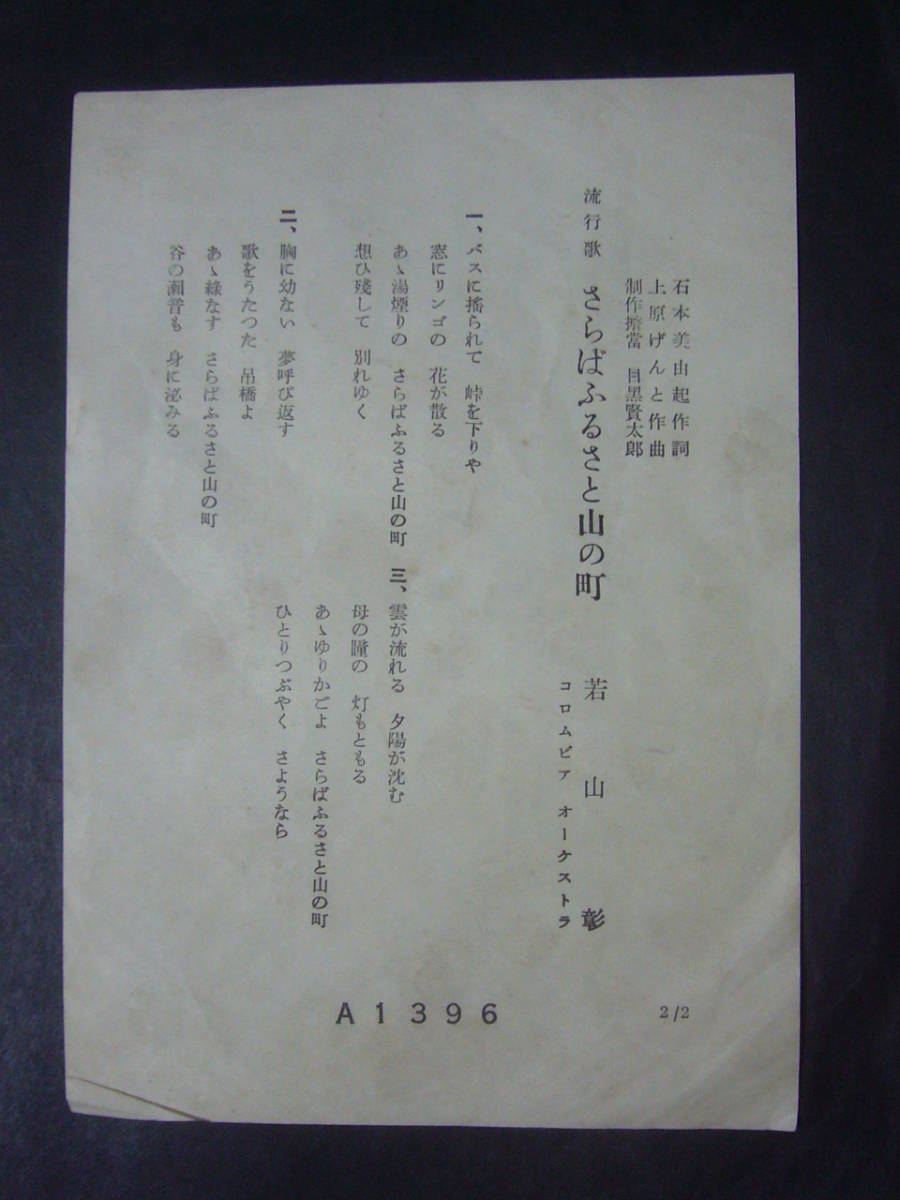 石本美由起作詞
上原げんと作曲
制作擔當 目黑賢太郎
流行歌 さらばふるさと山の町 若山彰
コロムビア オーケストラ
一、バスに揺られて 峠を下りや
窓にリンゴの 花が散る
あゝ湯煙りの さらばふるさと山の町
想ひ殘して 別れゆく
二、胸に幼ない 夢呼び返す
歌をうたつた 吊橋よ
あゝ綠なす さらばふるさと山の町
谷の瀬音も 身に泌みる
三、雲が流れる 夕陽が沈む
母の瞳の 灯もともる
あゝゆりかごよ さらばふるさと山の町
ひとりつぶやく さようなら
A1396
2/2